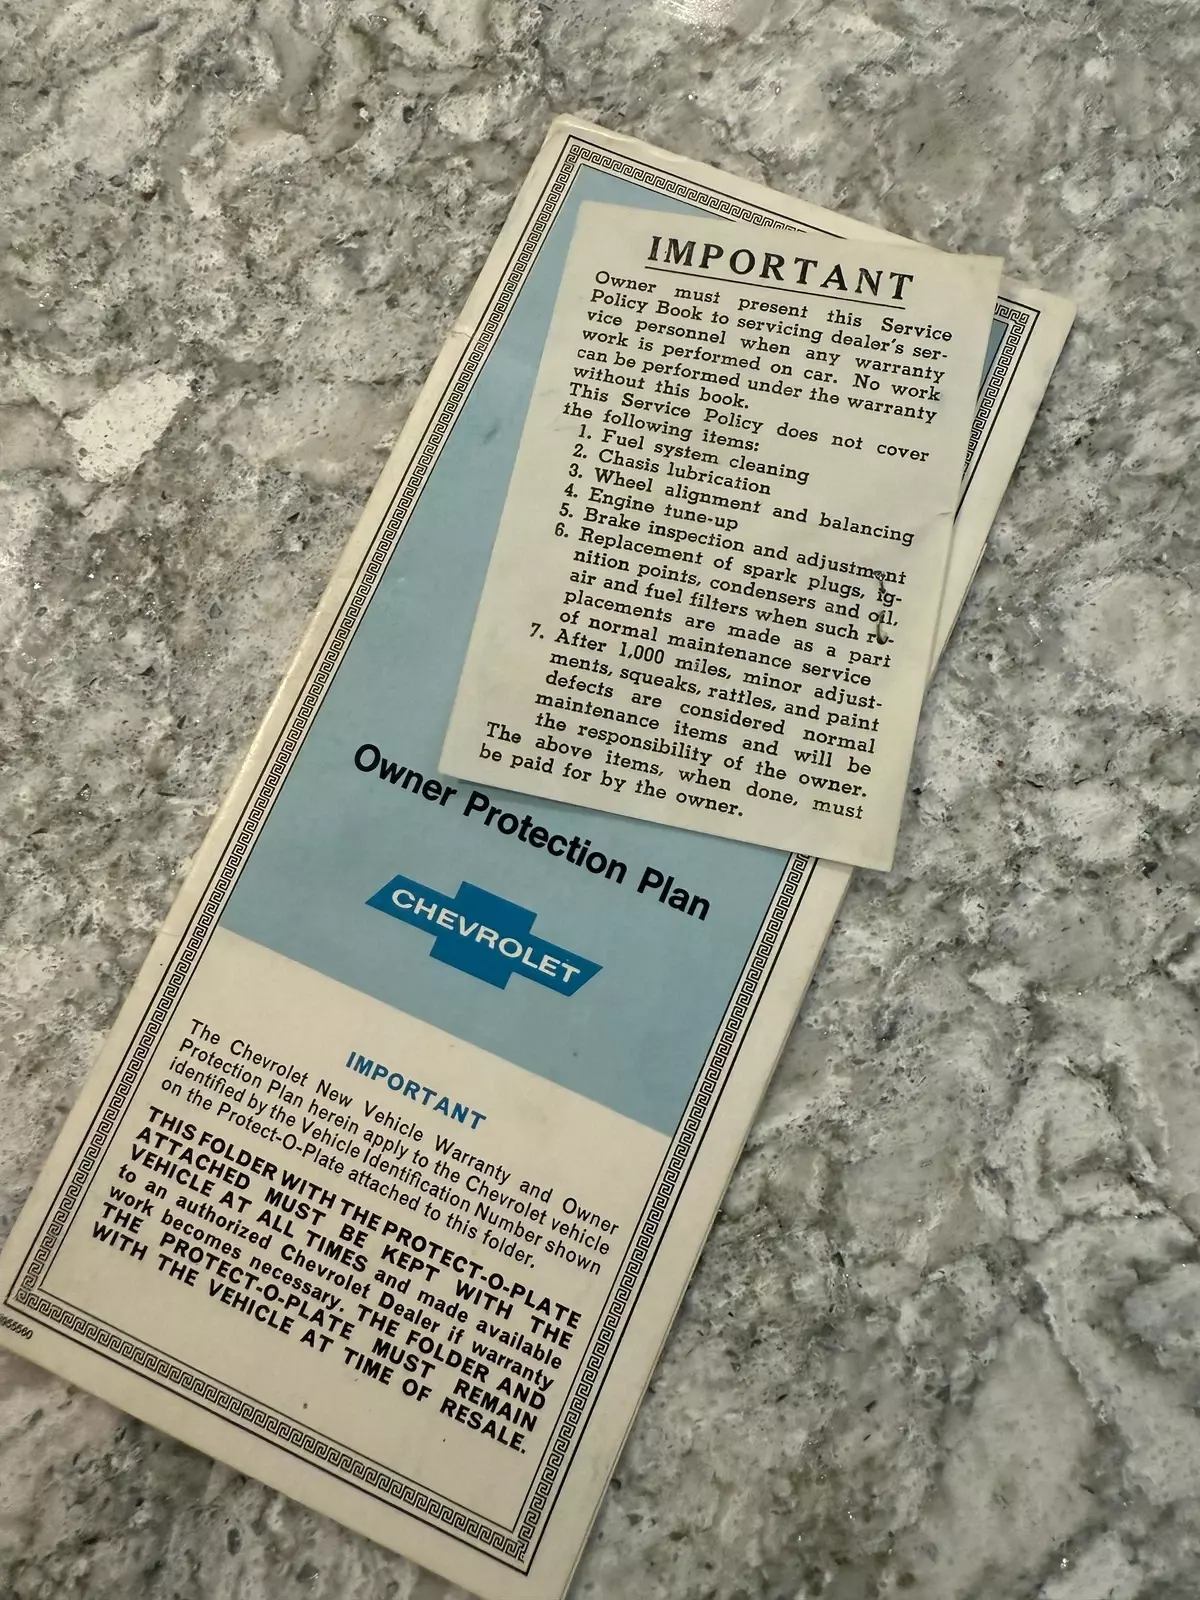 IMPORTANT
Owner must present this Service
Policy Book to servicing dealer's ser-
vice personnel when any warranty
work is performed on car. No work
can be performed under the warranty
without this book.
This Service Policy does not cover
the following items:
1. Fuel system cleaning
2. Chasis lubrication
3. Wheel alignment and balancing
4. Engine tune-up
5. Brake inspection and adjustment
6. Replacement of spark plugs, ig-
nition points, condensers and oil,
air and fuel filters when such re-
placements are made as a part
of normal maintenance service
7. After 1,000 miles, minor adjust-
ments, squeaks, rattles, and paint
defects are considered normal
maintenance items and will be
the responsibility of the owner.
The above items, when done, must
be paid for by the owner.
Owner Protection Plan
CHEVROLET
IMPORTANT
The Chevrolet New Vehicle Warranty and Owner
Protection Plan herein apply to the Chevrolet vehicle
identified by the Vehicle Identification Number shown
on the Protect-O-Plate attached to this folder.
THIS FOLDER WITH THE PROTECT-O-PLATE
ATTACHED MUST BE KEPT WITH THE
VEHICLE AT ALL TIMES and made available
to an authorized Chevrolet Dealer if warranty
work becomes necessary. THE FOLDER AND
THE PROTECT-O-PLATE MUST REMAIN
WITH THE VEHICLE AT TIME OF RESALE.